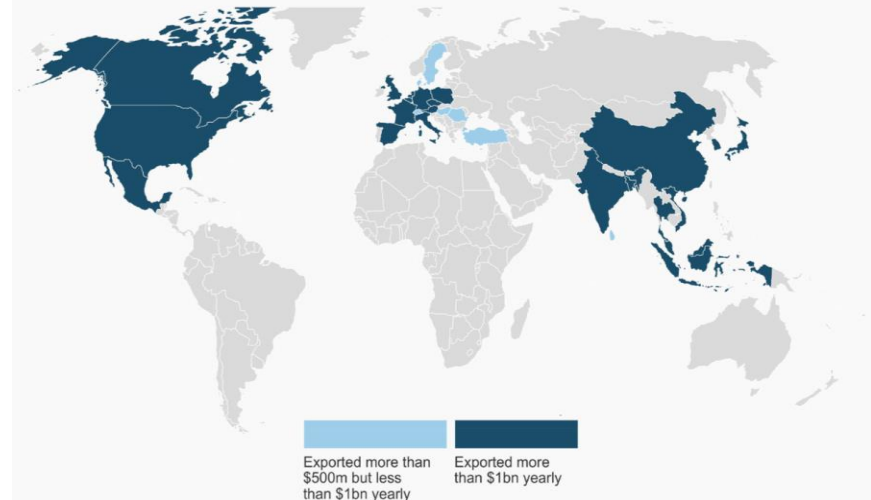 Exported more than
$500m but less
than $1bn yearly
Exported more
than $1bn yearly